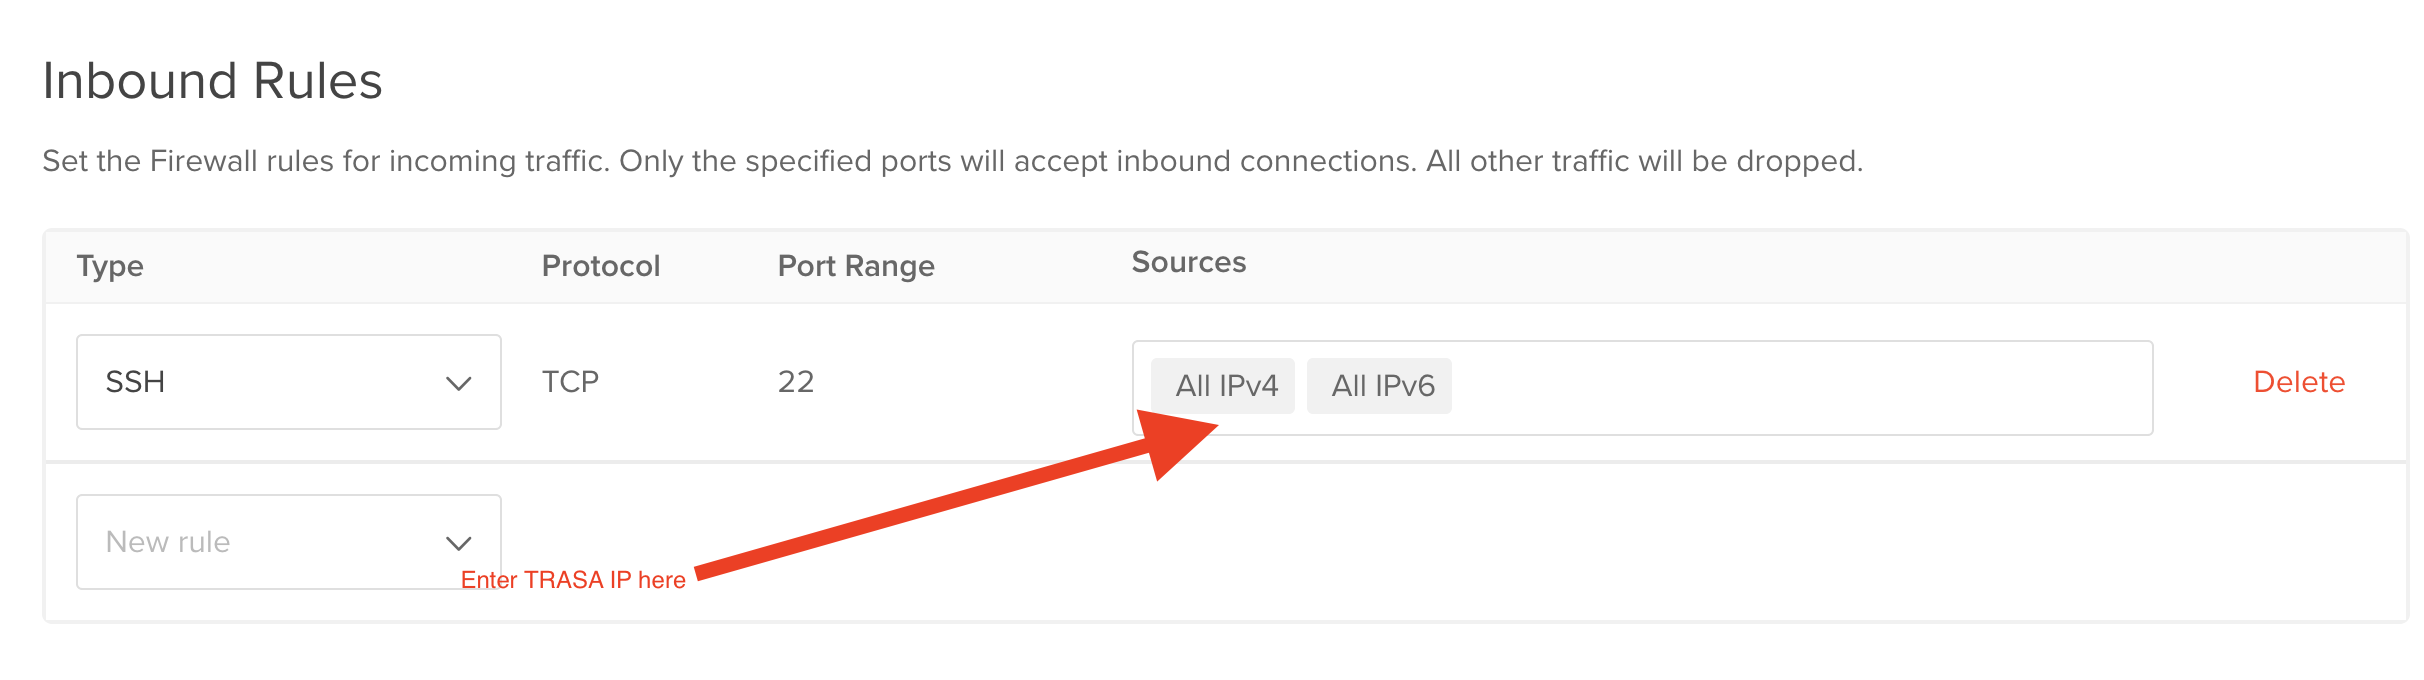 Inbound Rules
Set the Firewall rules for incoming traffic. Only the specified ports will accept inbound connections. All other traffic will be dropped.
Type Protocol Port Range Sources
SSH TCP 22 All IPv4 All IPv6 Delete
New rule
Enter TRASA IP here